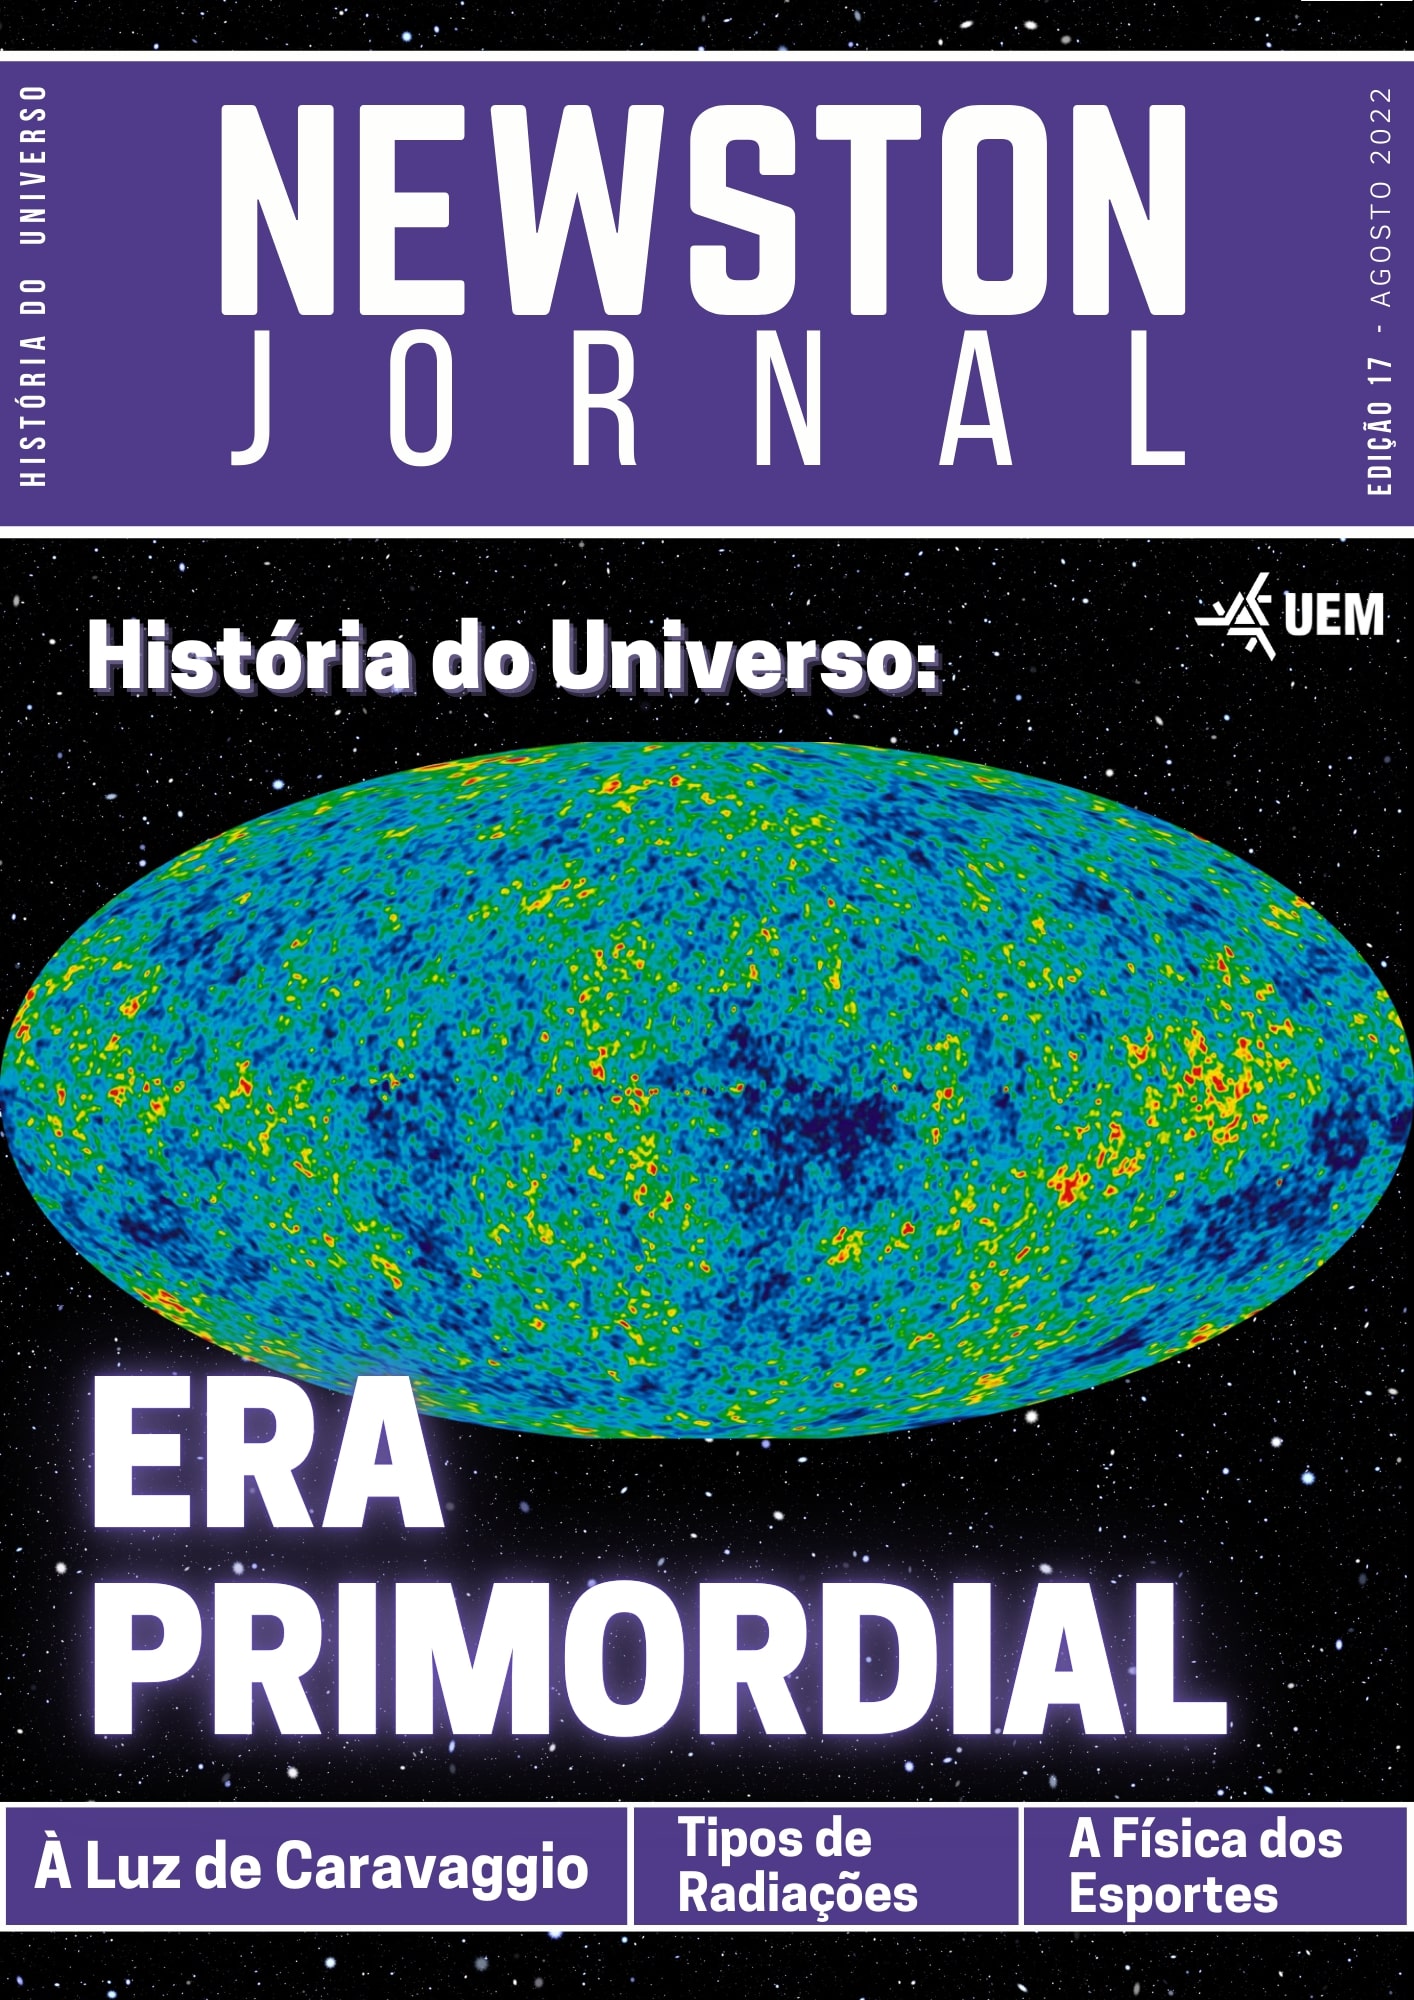 HISTÓRIA DO UNIVERSO
NEWSTON
JORNAL
EDIÇÃO 17 - AGOSTO 2022
UEM
História do Universo:
ERA
PRIMORDIAL
À Luz de Caravaggio
Tipos de
Radiações
A Física dos
Esportes